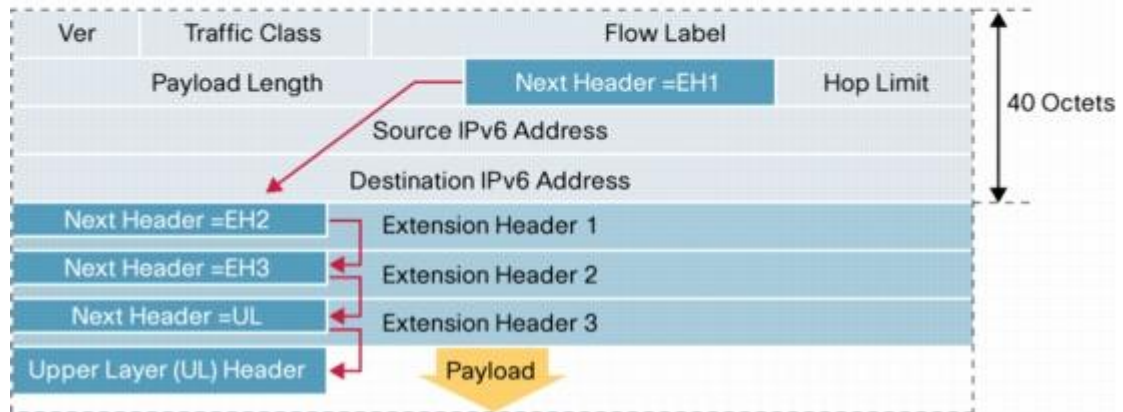 Ver Traffic Class Flow Label
Payload Length Next Header =EH1 Hop Limit
40 Octets
Source IPv6 Address
Destination IPv6 Address
Next Header =EH2 Extension Header 1
Next Header =EH3 Extension Header 2
Next Header =UL Extension Header 3
Upper Layer (UL) Header Payload